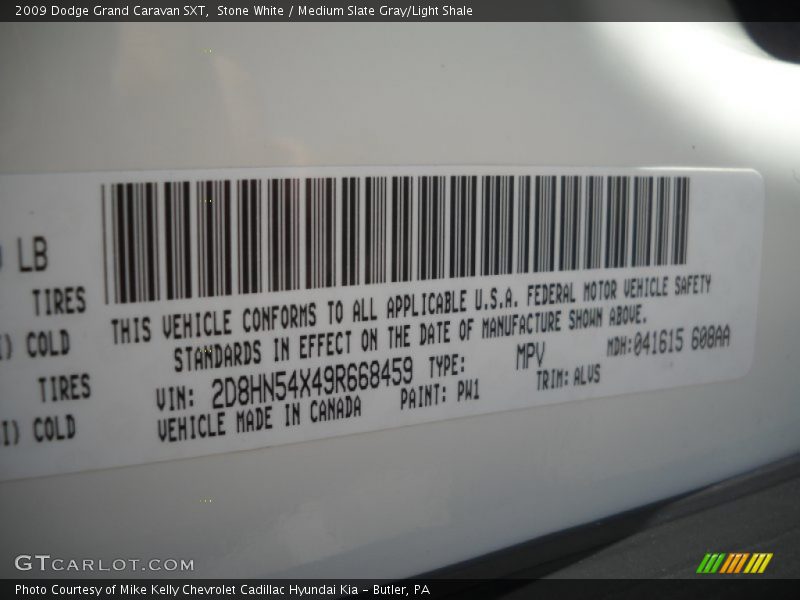 2009 Dodge Grand Caravan SXT, Stone White / Medium Slate Gray/Light Shale
LB
TIRES
COLD
TIRES
COLD
THIS VEHICLE CONFORMS TO ALL APPLICABLE U.S.A. FEDERAL MOTOR VEHICLE SAFETY
STANDARDS IN EFFECT ON THE DATE OF MANUFACTURE SHOWN ABOVE.
VIN: 2D8HN54X49R668459 TYPE: MPV MDH:041615 608AA
VEHICLE MADE IN CANADA PAINT: PW1 TRIM: ALVS
GTCARLOT.COM
Photo Courtesy of Mike Kelly Chevrolet Cadillac Hyundai Kia - Butler, PA